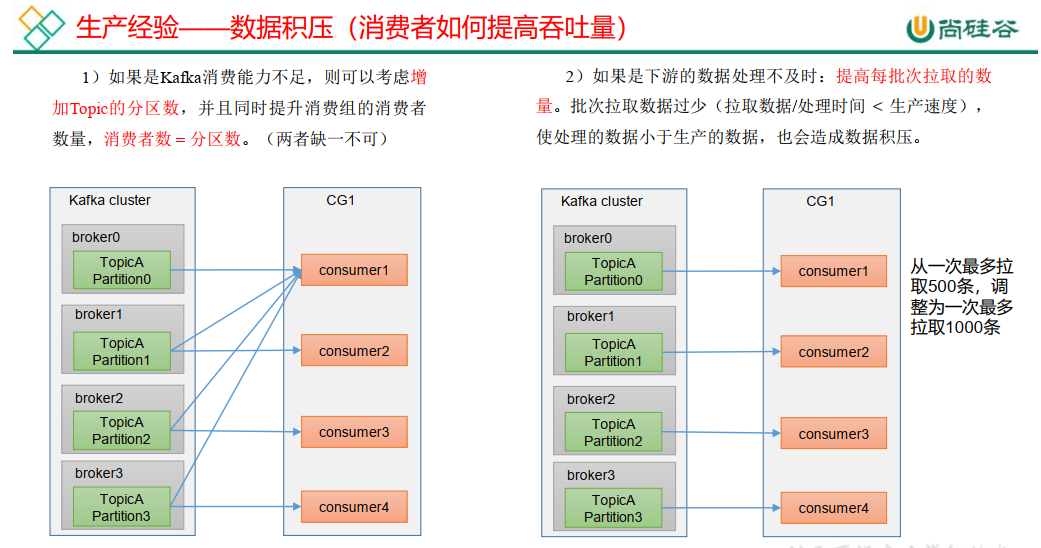 生产经验——数据积压（消费者如何提高吞吐量）
尚硅谷
1）如果是Kafka消费能力不足，则可以考虑增
加Topic的分区数，并且同时提升消费组的消费者
数量，消费者数 = 分区数。（两者缺一不可）
2）如果是下游的数据处理不及时：提高每批次拉取的数
量。批次拉取数据过少（拉取数据/处理时间 < 生产速度），
使处理的数据小于生产的数据，也会造成数据积压。
Kafka cluster
broker0
TopicA
Partition0
broker1
TopicA
Partition1
broker2
TopicA
Partition2
broker3
TopicA
Partition3
CG1
consumer1
consumer2
consumer3
consumer4
Kafka cluster
broker0
TopicA
Partition0
broker1
TopicA
Partition1
broker2
TopicA
Partition2
broker3
TopicA
Partition3
CG1
consumer1
consumer2
consumer3
consumer4
从一次最多拉
取500条，调
整为一次最多
拉取1000条